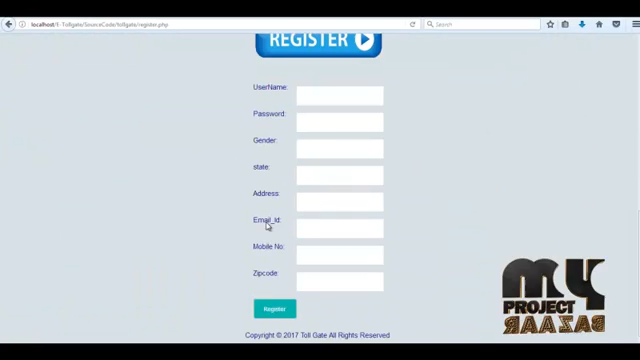 localhost/1-Tollgate/SourceCode/tollgate/register.php
Search
REGISTER
UserName:
Password:
Gender:
state:
Address:
Email_Id:
Mobile No:
Zipcode:
Register
Copyright © 2017 Toll Gate All Rights Reserved
my
PROJECT
BAZAAR